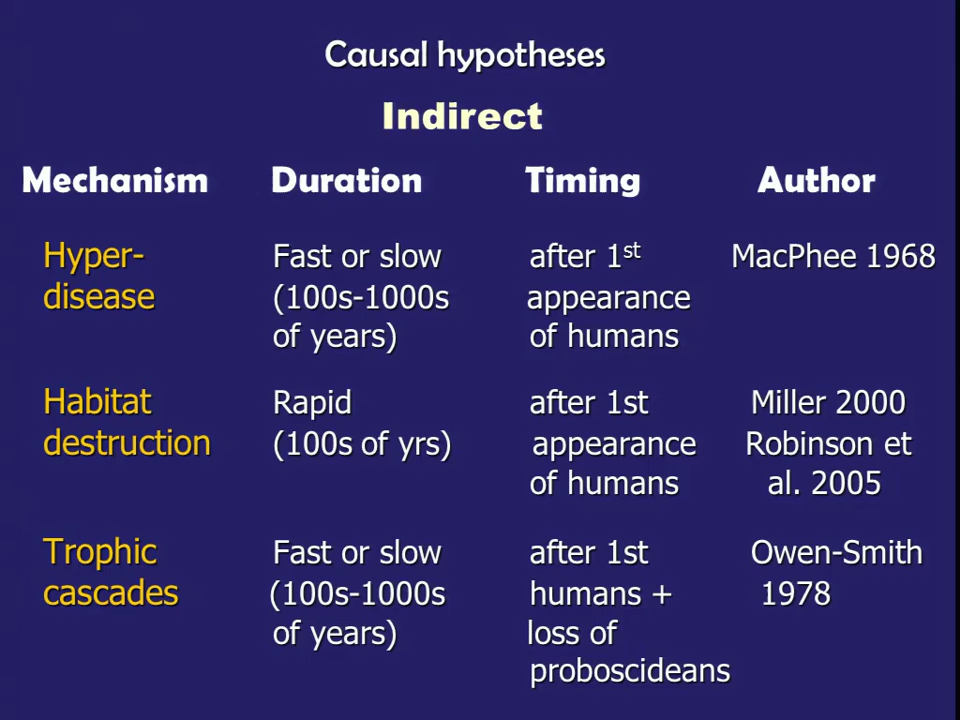 Causal hypotheses
Indirect
Mechanism Duration Timing Author
Hyper- Fast or slow after 1st MacPhee 1968
disease (100s-1000s appearance
of years) of humans
Habitat Rapid after 1st Miller 2000
destruction (100s of yrs) appearance Robinson et
of humans al. 2005
Trophic Fast or slow after 1st Owen-Smith
cascades (100s-1000s humans + 1978
of years) loss of
proboscideans